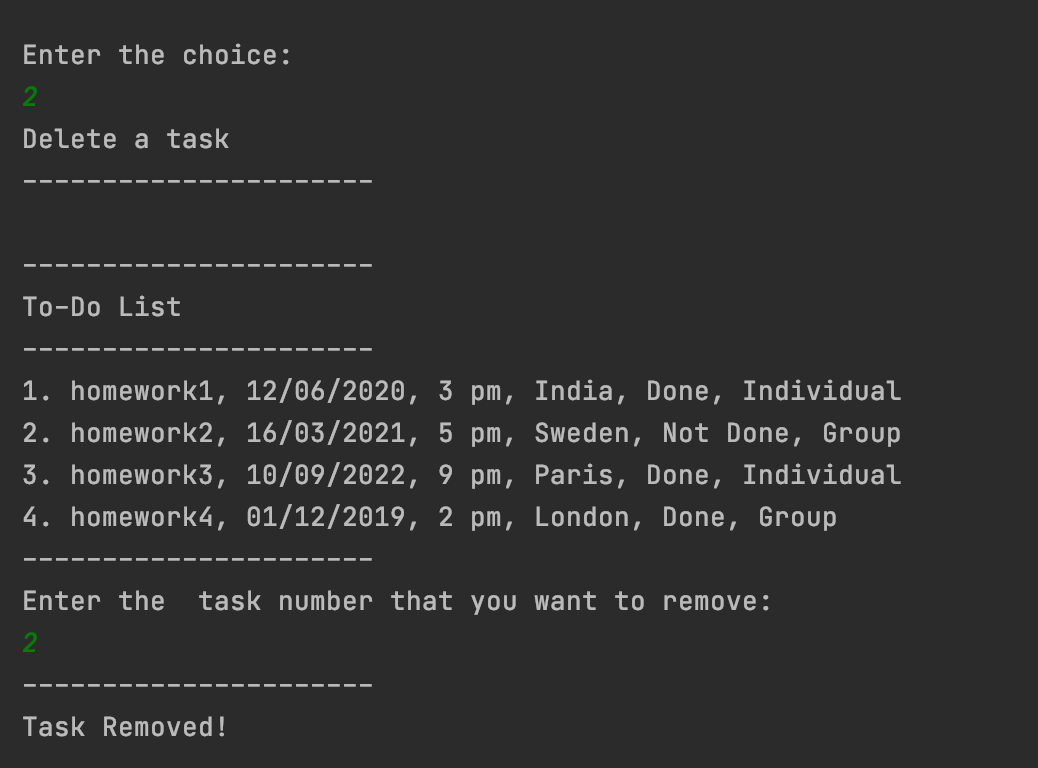 Enter the choice:
2
Delete a task
----------------------
----------------------
To-Do List
----------------------
1. homework1, 12/06/2020, 3 pm, India, Done, Individual
2. homework2, 16/03/2021, 5 pm, Sweden, Not Done, Group
3. homework3, 10/09/2022, 9 pm, Paris, Done, Individual
4. homework4, 01/12/2019, 2 pm, London, Done, Group
----------------------
Enter the  task number that you want to remove:
2
----------------------
Task Removed!